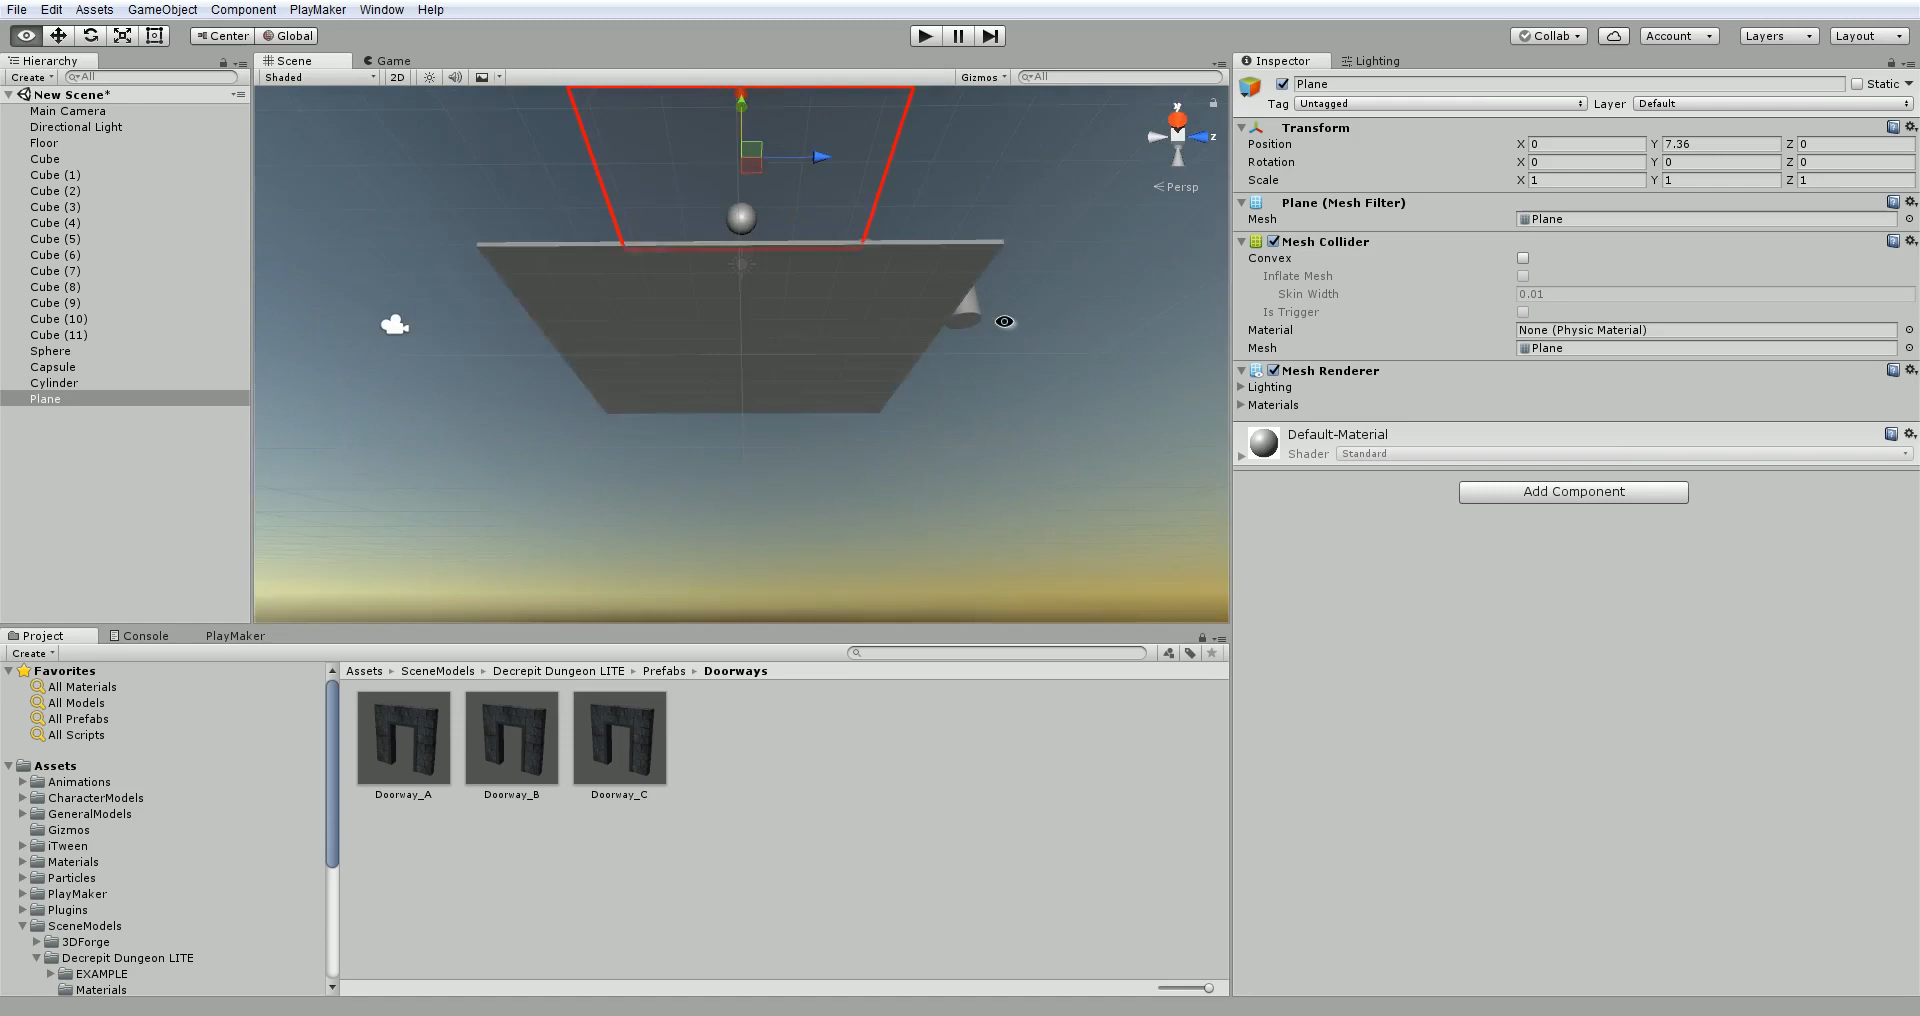 File Edit Assets GameObject Component PlayMaker Window Help
Center Global Collab Account Layers Layout
Hierarchy
Create All
New Scene*
Main Camera
Directional Light
Floor
Cube
Cube (1)
Cube (2)
Cube (3)
Cube (4)
Cube (5)
Cube (6)
Cube (7)
Cube (8)
Cube (9)
Cube (10)
Cube (11)
Sphere
Capsule
Cylinder
Plane
Scene Game
Shaded 2D Gizmos All
y
z
Persp
Inspector Lighting
Plane Static
Tag Untagged Layer Default
Transform
Position X 0 Y 7.36 Z 0
Rotation X 0 Y 0 Z 0
Scale X 1 Y 1 Z 1
Plane (Mesh Filter)
Mesh Plane
Mesh Collider
Convex
Inflate Mesh
Skin Width 0.01
Is Trigger
Material None (Physic Material)
Mesh Plane
Mesh Renderer
Lighting
Materials
Default-Material
Shader Standard
Add Component
Project Console PlayMaker
Create
Favorites
All Materials
All Models
All Prefabs
All Scripts
Assets
Animations
CharacterModels
GeneralModels
Gizmos
iTween
Materials
Particles
PlayMaker
Plugins
SceneModels
3DForge
Decrepit Dungeon LITE
EXAMPLE
Materials
Assets SceneModels Decrepit Dungeon LITE Prefabs Doorways
Doorway_A Doorway_B Doorway_C